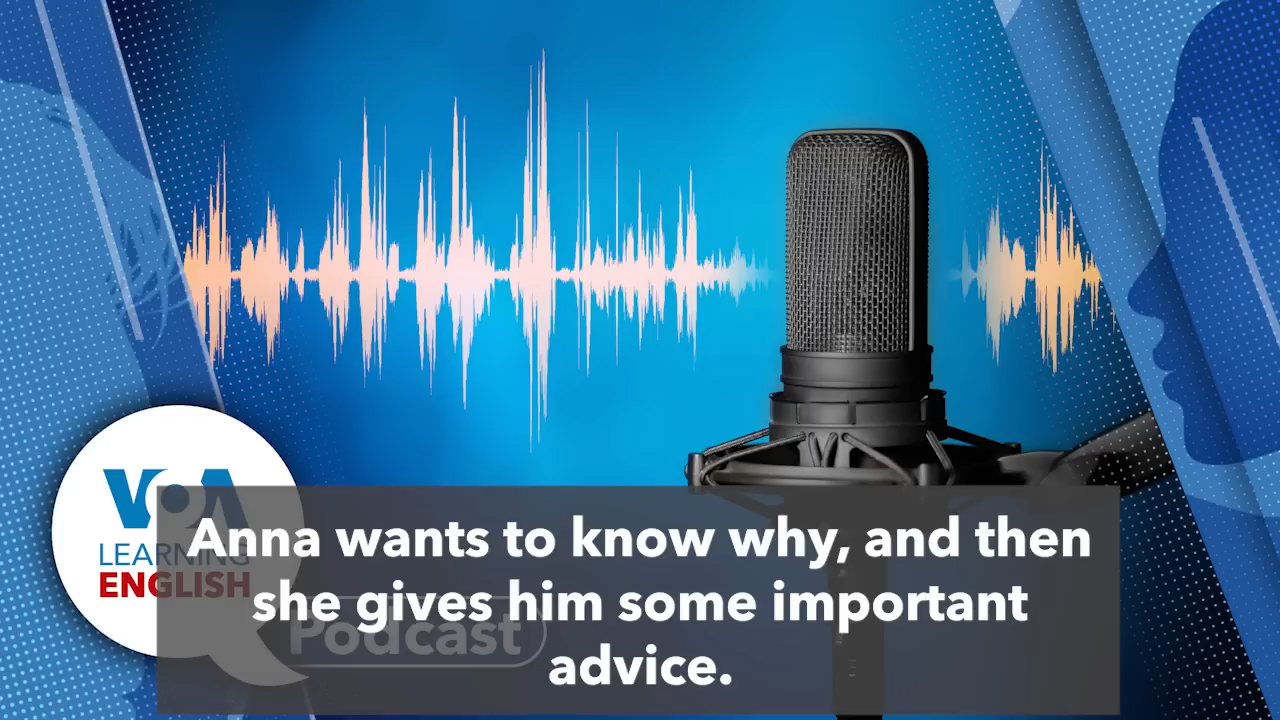 VOA
LEARNING
ENGLISH
Podcast
Anna wants to know why, and then
she gives him some important
advice.